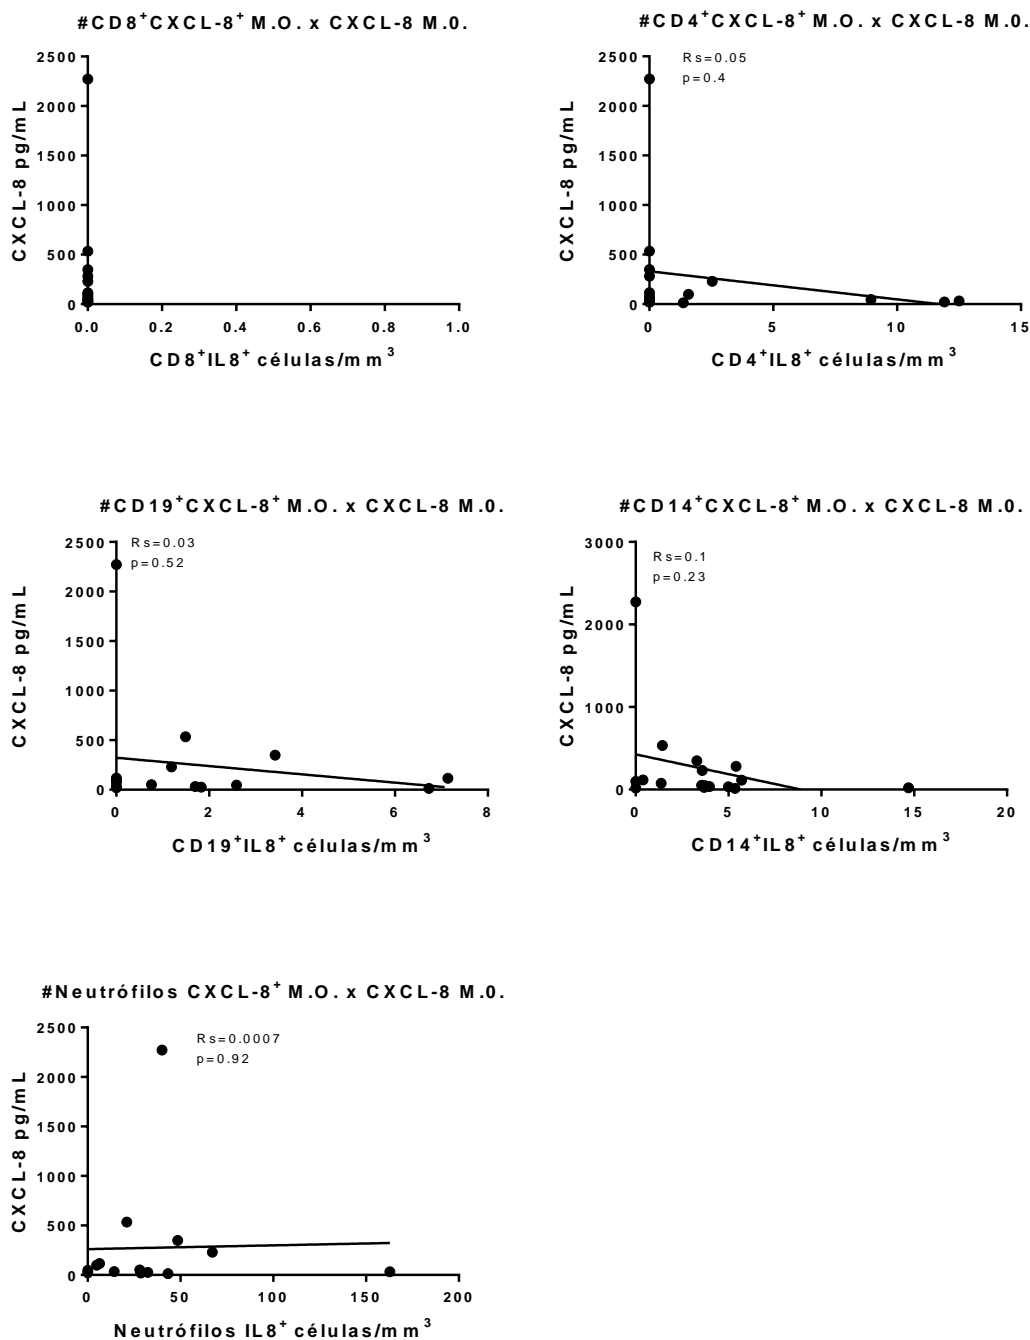 #CD8⁺CXCL-8⁺ M.O. x CXCL-8 M.0.
CXCL-8 pg/mL
2500
2000
1500
1000
500
0
0.0 0.2 0.4 0.6 0.8 1.0
CD8⁺IL8⁺ células/mm³
#CD4⁺CXCL-8⁺ M.O. x CXCL-8 M.0.
Rs=0.05
p=0.4
CXCL-8 pg/mL
2500
2000
1500
1000
500
0
0 5 10 15
CD4⁺IL8⁺ células/mm³
#CD19⁺CXCL-8⁺ M.O. x CXCL-8 M.0.
Rs=0.03
p=0.52
CXCL-8 pg/mL
2500
2000
1500
1000
500
0
0 2 4 6 8
CD19⁺IL8⁺ células/mm³
#CD14⁺CXCL-8⁺ M.O. x CXCL-8 M.0.
Rs=0.1
p=0.23
CXCL-8 pg/mL
3000
2000
1000
0
0 5 10 15 20
CD14⁺IL8⁺ células/mm³
#Neutrófilos CXCL-8⁺ M.O. x CXCL-8 M.0.
Rs=0.0007
p=0.92
CXCL-8 pg/mL
2500
2000
1500
1000
500
0
0 50 100 150 200
Neutrófilos IL8⁺ células/mm³